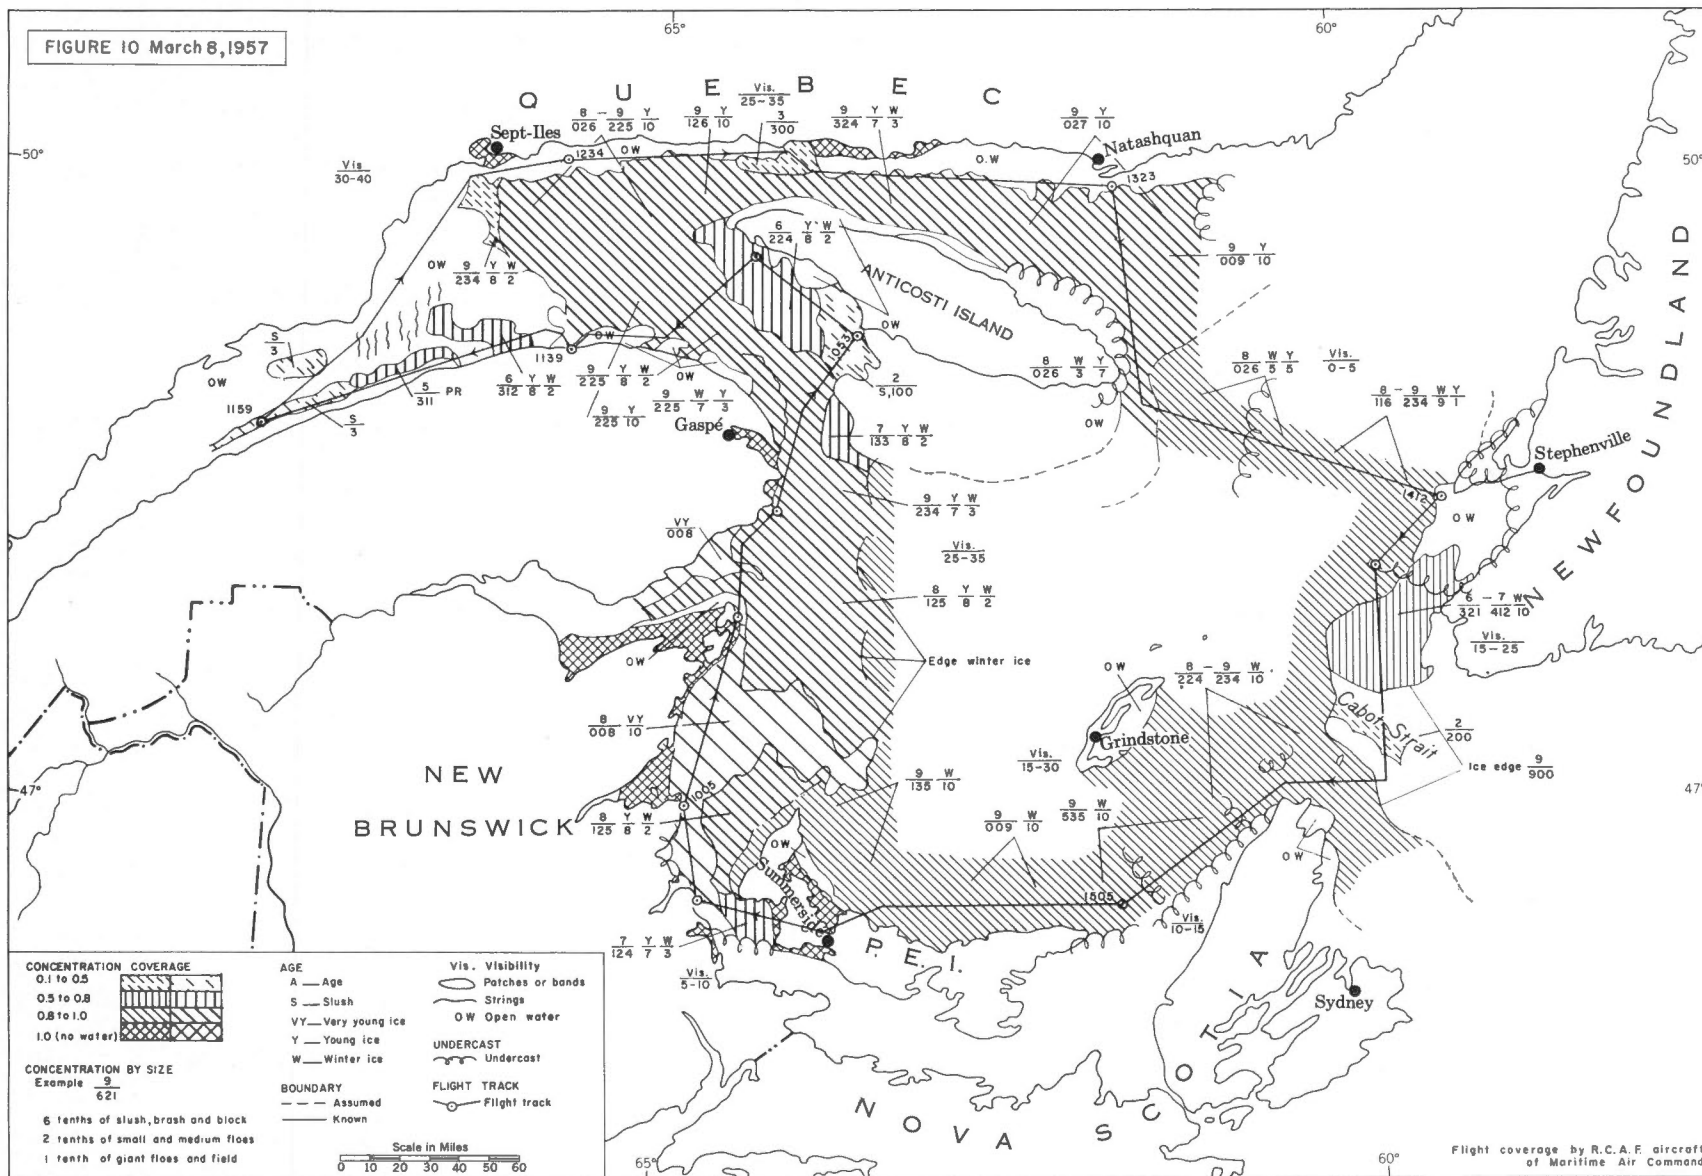 65°
60°
FIGURE 10 March 8, 1957
QUEBEC
Vis.
25-35
8 - 9 Y
026 225 10
9 Y
126 10
3
300
9 Y W
324 7 3
9 Y
027 10
Sept-Iles
1234
OW
O.W
Natashquan
1323
50°
50°
Vis
30-40
6 Y W
224 8 2
9 Y
009 10
OW
9 Y W
234 8 2
ANTICOSTI ISLAND
OW
1053
S
3
OW
OW
1139
OW
1159
5
311 PR
S
3
6 Y W
312 8 2
9 Y W
225 8 2
9 Y
225 10
9 W Y
225 7 3
2
S,100
8 W Y
026 3 7
8 W Y
026 5 5
Vis.
0-5
8 - 9 W Y
116 234 9 1
Gaspé
OW
7 Y W
133 8 2
Stephenville
1412
OW
9 Y W
234 7 3
VY
008
Vis.
25-35
8 Y W
125 8 2
6 - 7 W
321 412 10
Vis.
15-25
NEWFOUNDLAND
OW
Edge winter ice
OW
8 - 9 W
224 234 10
8 VY
008 10
Cabot Strait
2
200
Grindstone
Vis.
15-30
Ice edge 9
900
NEW
BRUNSWICK
47°
47°
1005
9 W
135 10
8 Y W
125 8 2
9 W
009 10
9 W
535 10
OW
OW
Summerside
1505
Vis.
10-15
7 Y W
124 7 3
P.E.I.
Vis.
5-10
Sydney
NOVA SCOTIA
CONCENTRATION COVERAGE
0.1 to 0.5
0.5 to 0.8
0.8 to 1.0
1.0 (no water)
CONCENTRATION BY SIZE
Example 9
621
6 tenths of slush, brash and block
2 tenths of small and medium floes
1 tenth of giant floes and field
AGE
A — Age
S — Slush
VY — Very young ice
Y — Young ice
W — Winter ice
BOUNDARY
Assumed
Known
Vis. Visibility
Patches or bands
Strings
OW Open water
UNDERCAST
Undercast
FLIGHT TRACK
Flight track
Scale in Miles
0 10 20 30 40 50 60
65°
60°
Flight coverage by R.C.A.F. aircraft
of Maritime Air Command